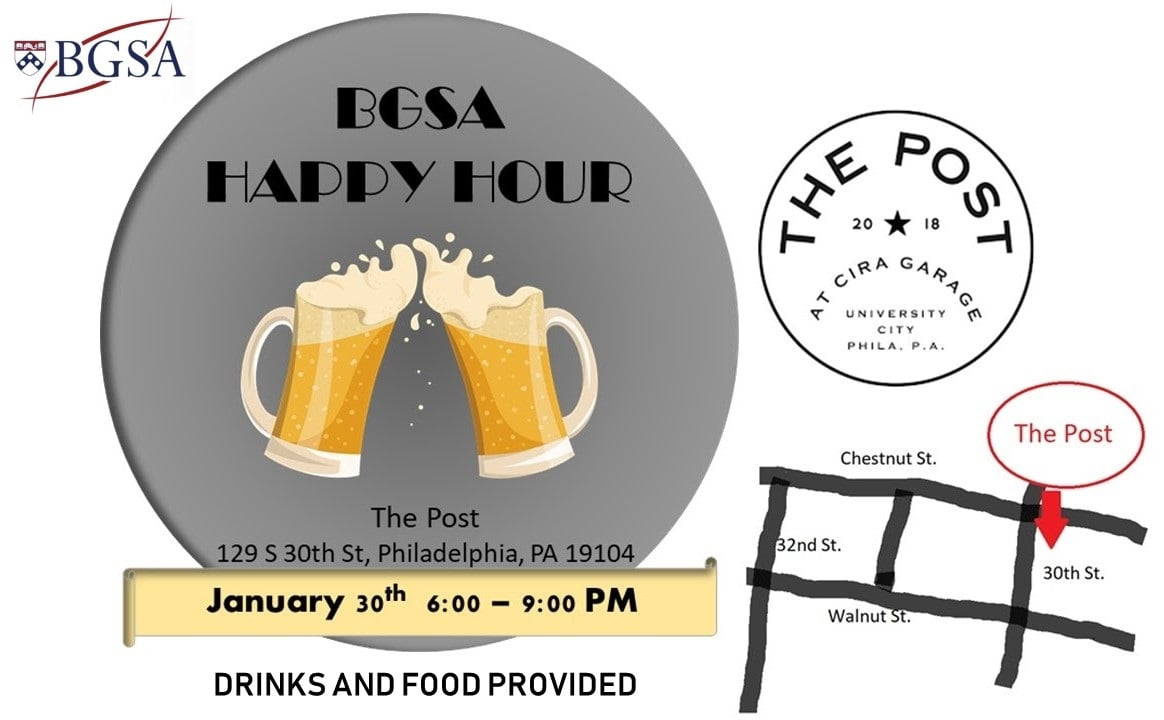 BGSA
BGSA
HAPPY HOUR
The Post
129 S 30th St, Philadelphia, PA 19104
January 30th 6:00 – 9:00 PM
DRINKS AND FOOD PROVIDED
THE POST
20 ★ 18
AT CIRA GARAGE
UNIVERSITY
CITY
PHILA, P.A.
The Post
Chestnut St.
32nd St.
30th St.
Walnut St.